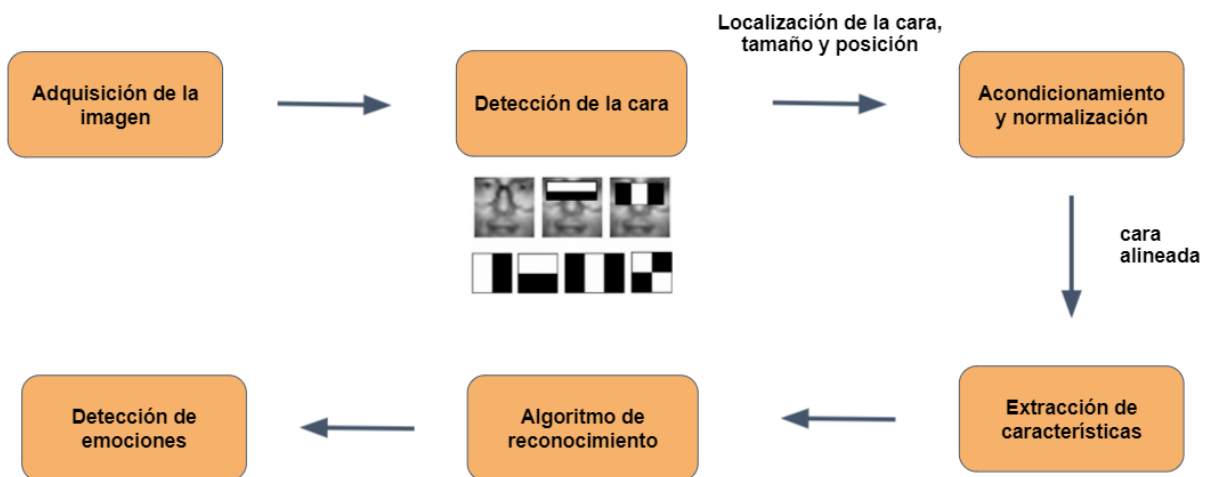 Adquisición de la
imagen
Detección de la cara
Localización de la cara,
tamaño y posición
Acondicionamiento
y normalización
cara
alineada
Extracción de
características
Algoritmo de
reconocimiento
Detección de
emociones